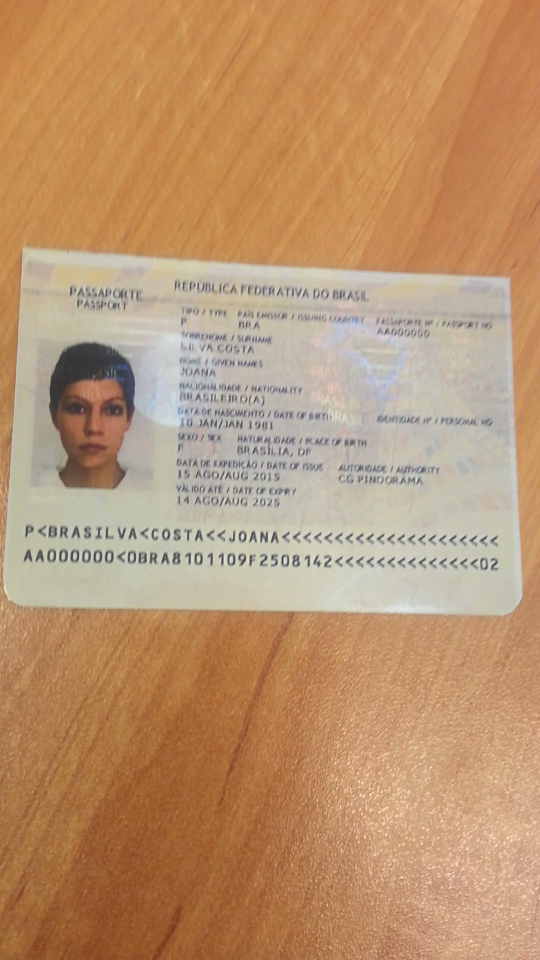 PASSAPORTE
PASSPORT
REPÚBLICA FEDERATIVA DO BRASIL
TIPO / TYPE PAÍS EMISSOR / ISSUING COUNTRY PASSAPORTE Nº / PASSPORT NO
P BRA AA000000
SOBRENOME / SURNAME
SILVA COSTA
NOME / GIVEN NAMES
JOANA
NACIONALIDADE / NATIONALITY
BRASILEIRO(A)
DATA DE NASCIMENTO / DATE OF BIRTH IDENTIDADE Nº / PERSONAL NO
10 JAN/JAN 1981
SEXO / SEX NATURALIDADE / PLACE OF BIRTH
F BRASÍLIA, DF
DATA DE EXPEDIÇÃO / DATE OF ISSUE AUTORIDADE / AUTHORITY
15 AGO/AUG 2015 CG PINDORAMA
VÁLIDO ATÉ / DATE OF EXPIRY
14 AGO/AUG 2025
P<BRASILVA<COSTA<<JOANA<<<<<<<<<<<<<<<<<<<<<
AA000000<0BRA8101109F2508142<<<<<<<<<<<<<<02